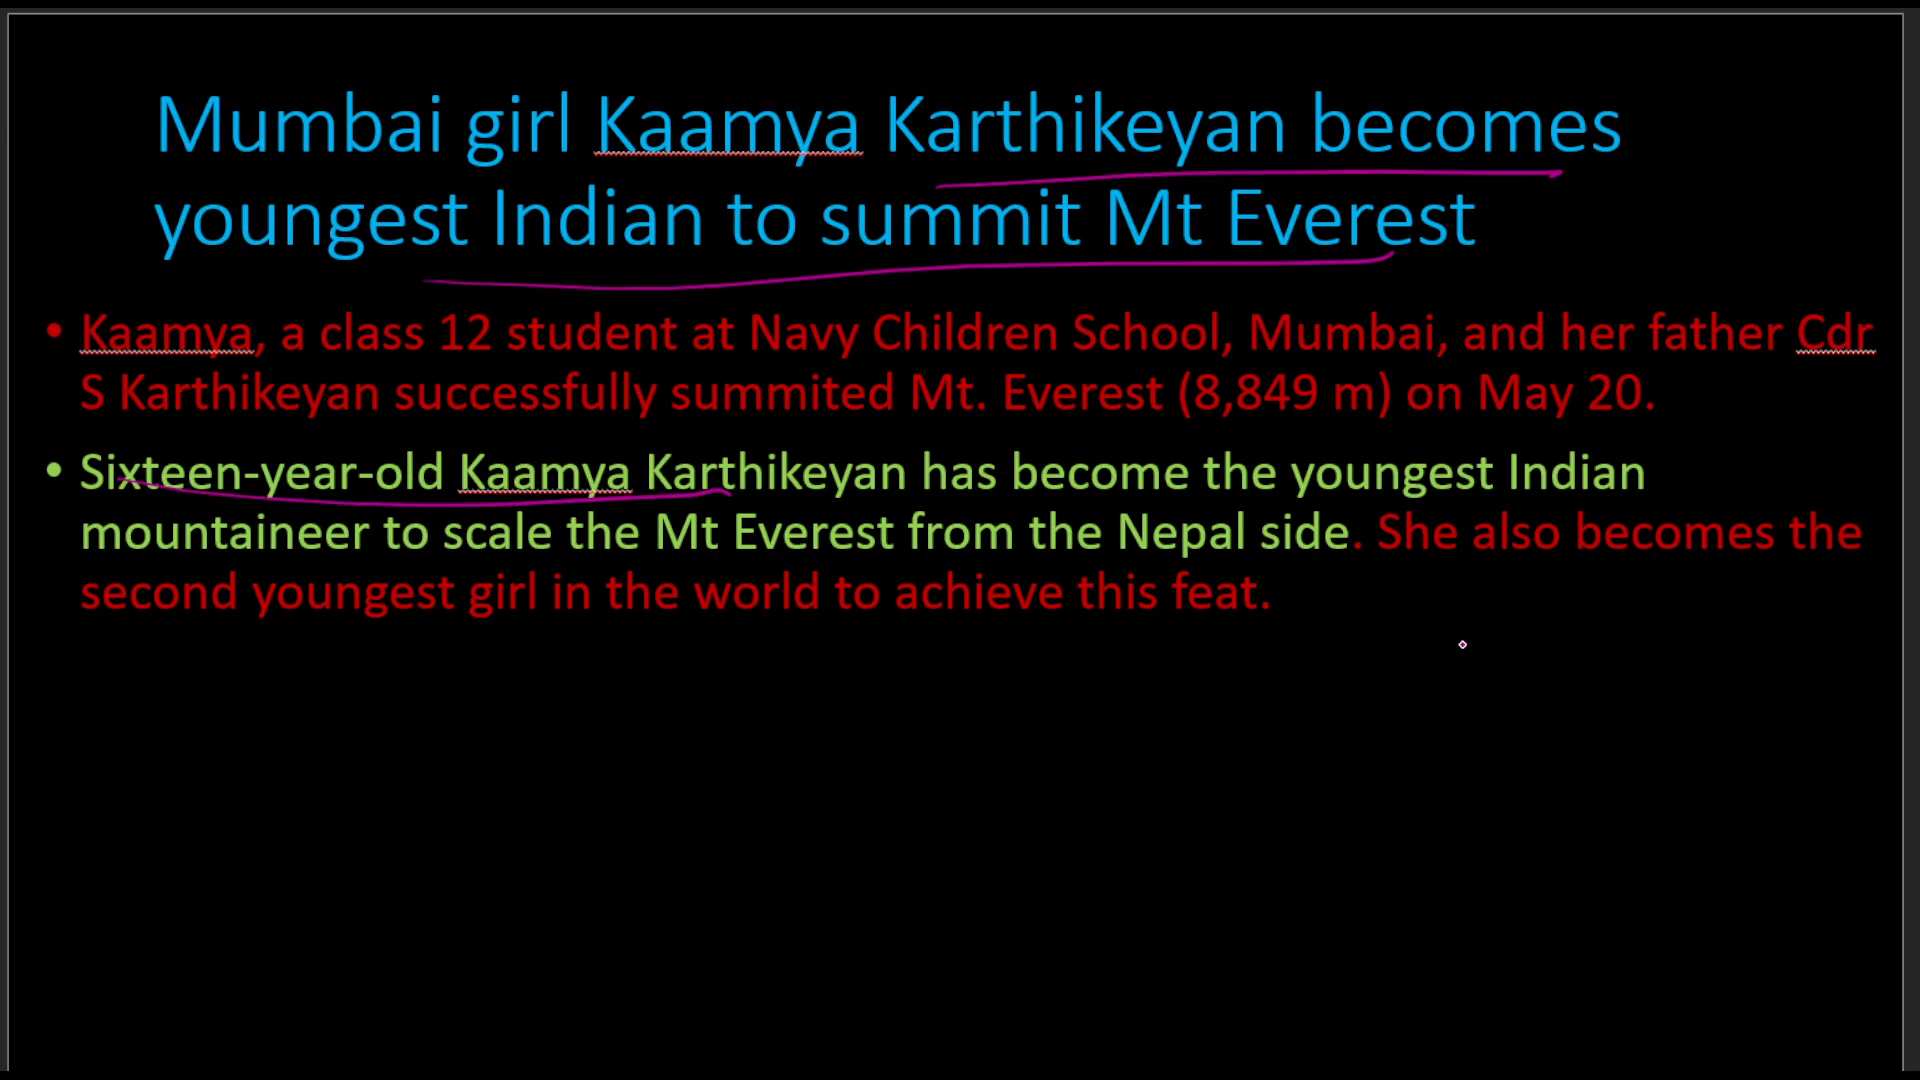 Mumbai girl Kaamya Karthikeyan becomes
youngest Indian to summit Mt Everest
• Kaamya, a class 12 student at Navy Children School, Mumbai, and her father Cdr
S Karthikeyan successfully summited Mt. Everest (8,849 m) on May 20.
• Sixteen-year-old Kaamya Karthikeyan has become the youngest Indian
mountaineer to scale the Mt Everest from the Nepal side. She also becomes the
second youngest girl in the world to achieve this feat.